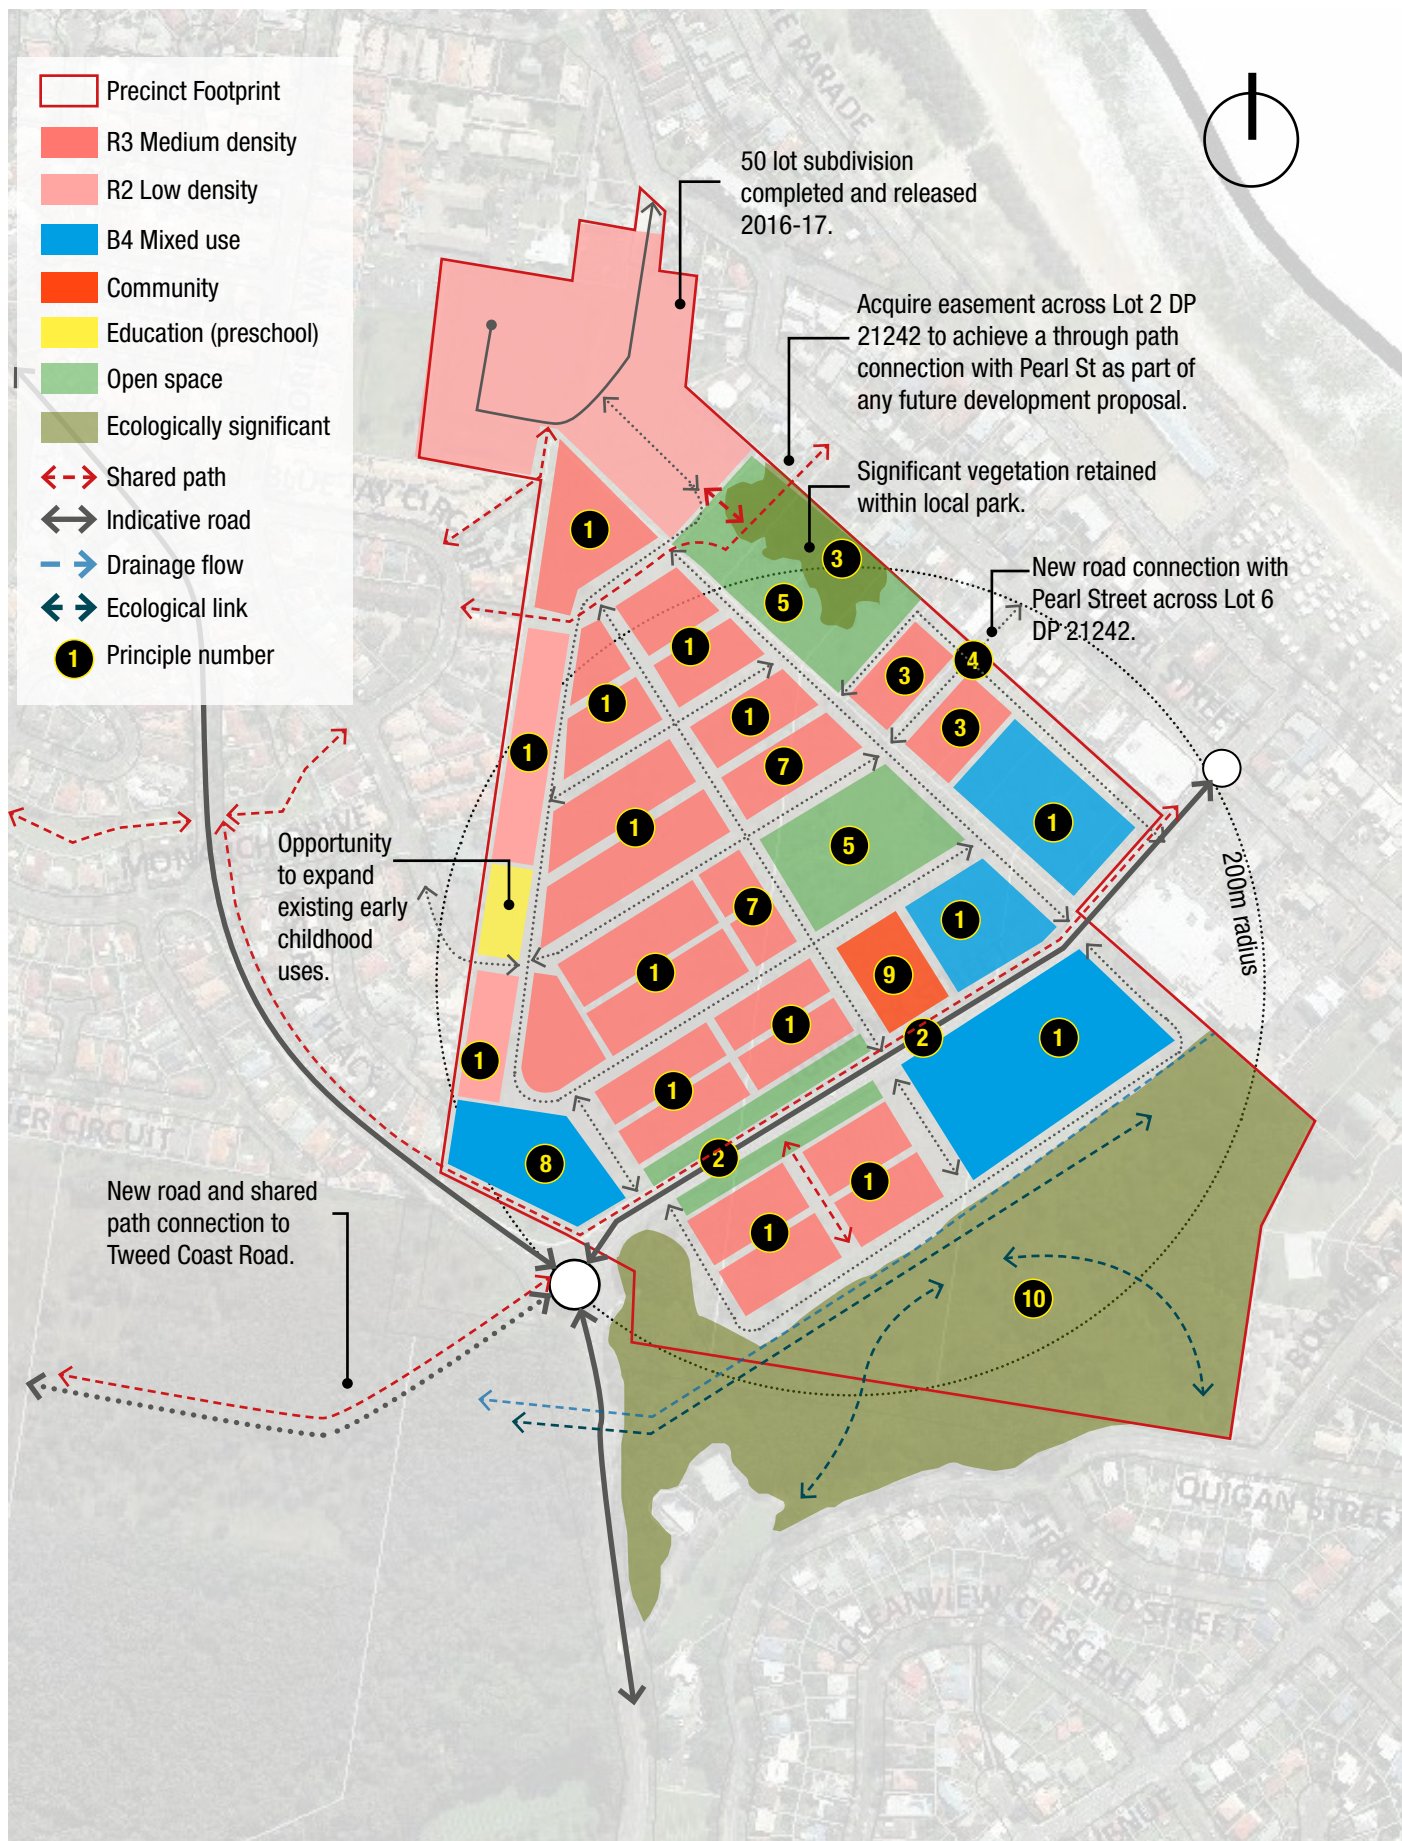 Precinct Footprint
R3 Medium density
R2 Low density
B4 Mixed use
Community
Education (preschool)
Open space
Ecologically significant
Shared path
Indicative road
Drainage flow
Ecological link
1 Principle number
50 lot subdivision
completed and released
2016-17.
Acquire easement across Lot 2 DP
21242 to achieve a through path
connection with Pearl St as part of
any future development proposal.
Significant vegetation retained
within local park.
New road connection with
Pearl Street across Lot 6
DP 21242.
Opportunity
to expand
existing early
childhood
uses.
New road and shared
path connection to
Tweed Coast Road.
200m radius
PARADE
STREET
ER CIRCUIT
QUIGAN STREET
OCEANVIEW CRESCENT
STREET
1
3
5
1
3
4
1
1
3
1
7
1
1
1
5
7
1
9
1
1
2
1
1
1
8
2
1
1
10